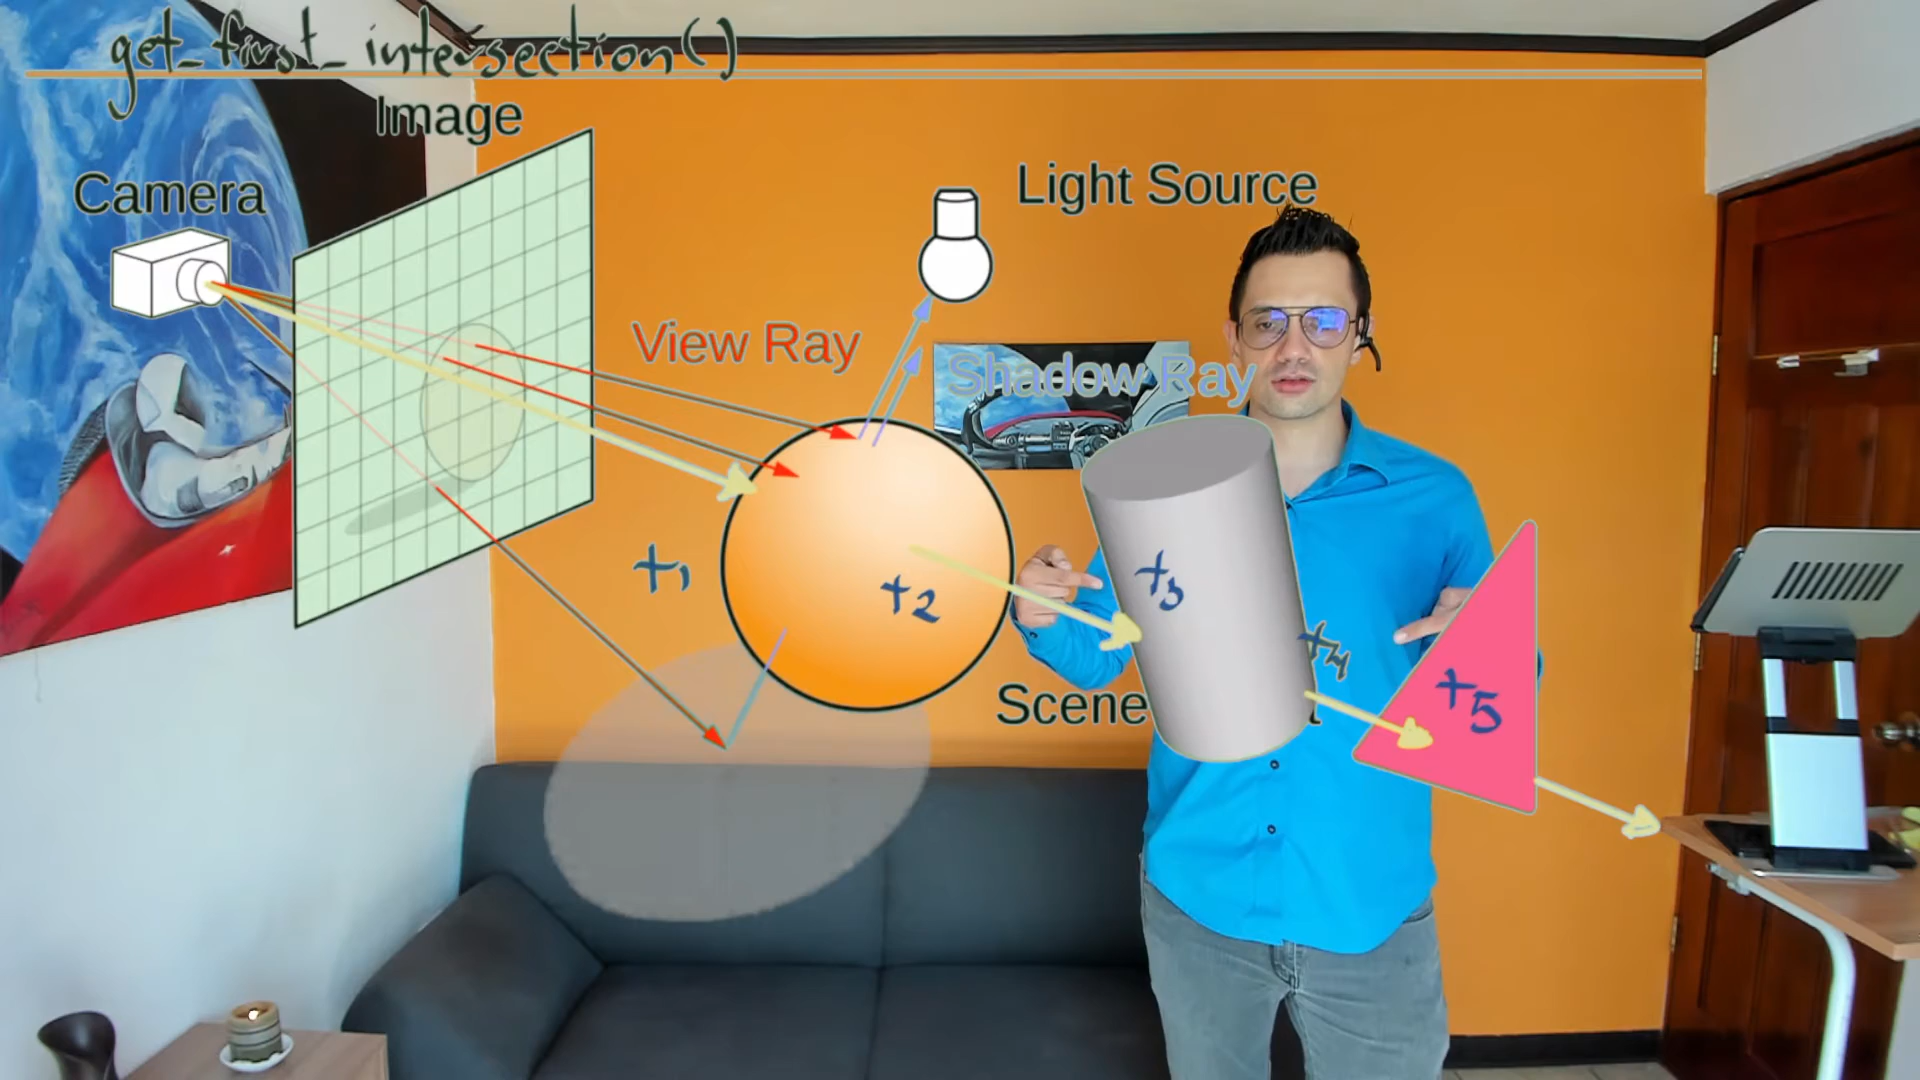 get_first_intersection()
Image
Camera
Light Source
View Ray
Shadow Ray
t1
t2
t3
t4
t5
Scene